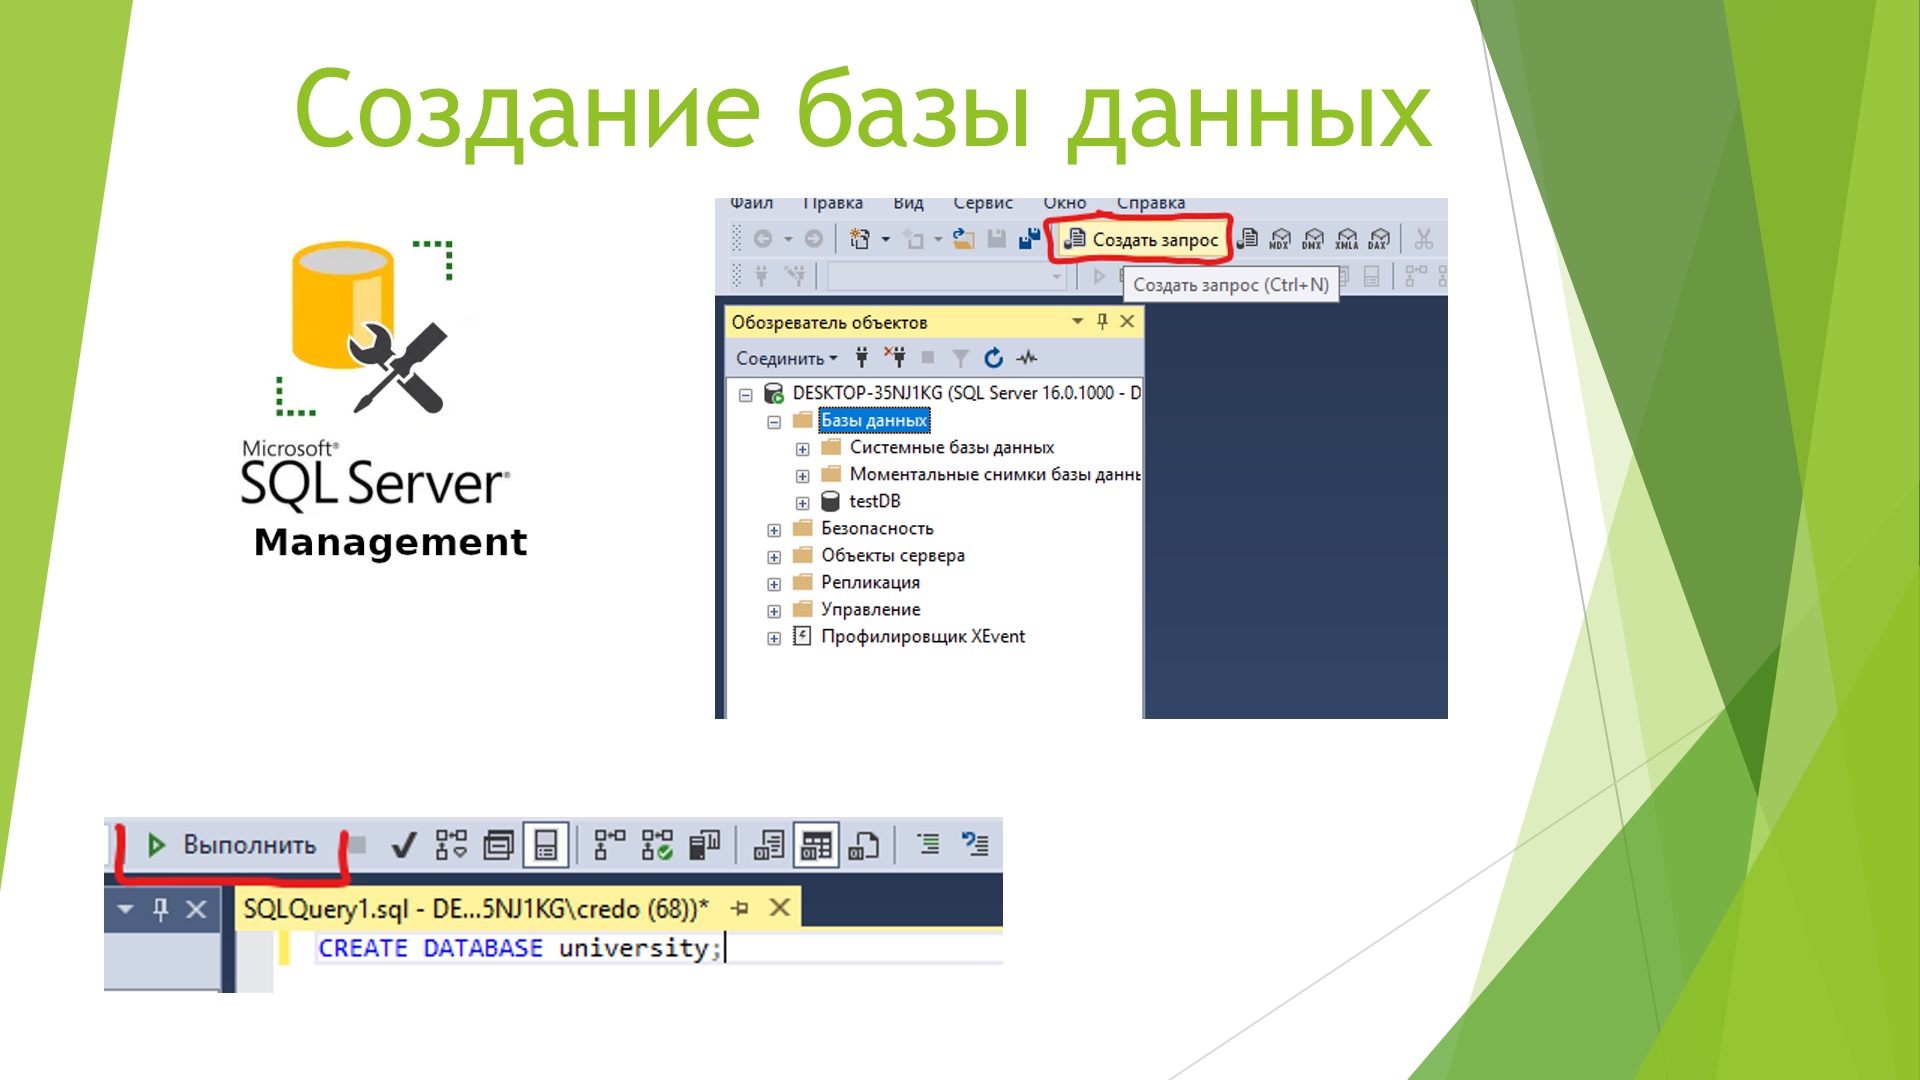 Создание базы данных
Microsoft®
SQL Server®
Management
Файл Правка Вид Сервис Окно Справка
Создать запрос
MDX DMX XMLA DAX
Создать запрос (Ctrl+N)
Обозреватель объектов
Соединить
DESKTOP-35NJ1KG (SQL Server 16.0.1000 - D
Базы данных
Системные базы данных
Моментальные снимки базы данн
testDB
Безопасность
Объекты сервера
Репликация
Управление
Профилировщик XEvent
Выполнить
SQLQuery1.sql - DE...5NJ1KG\credo (68))*
CREATE DATABASE university;